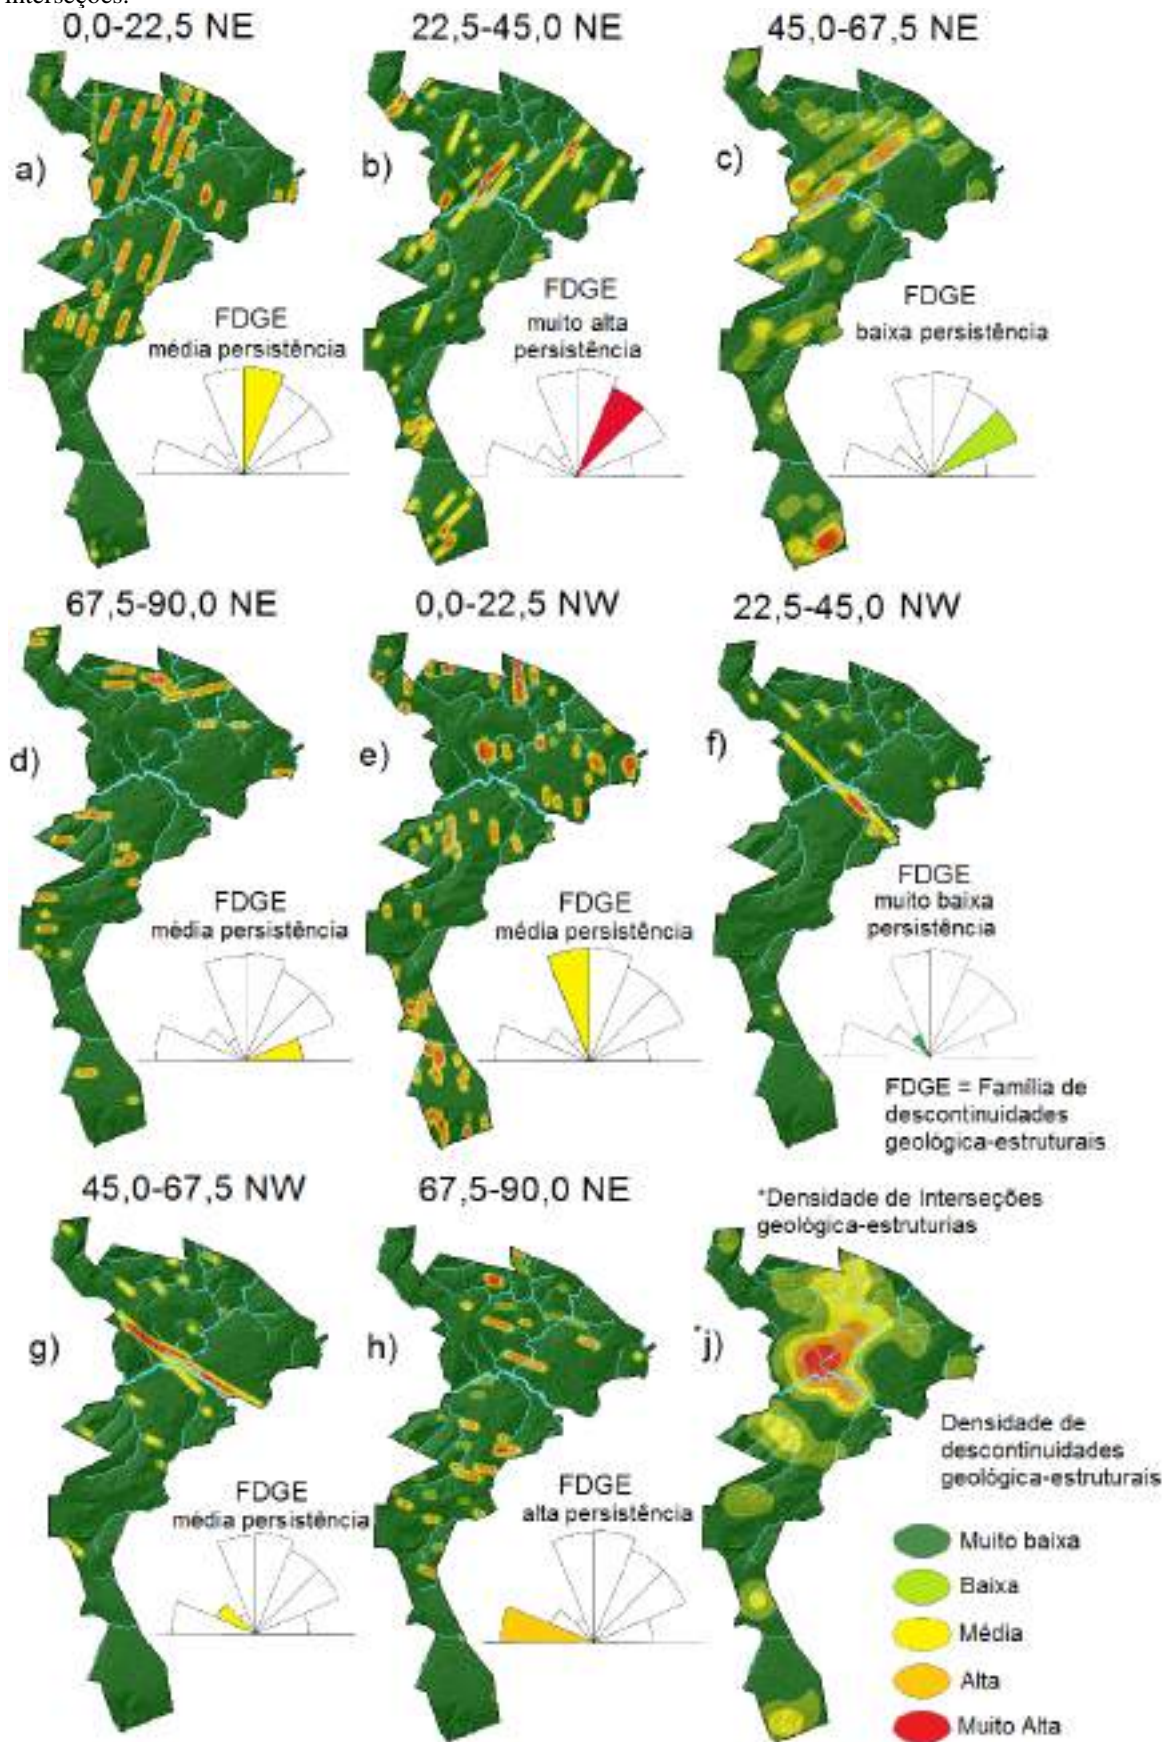 interseções.
0,0-22,5 NE
22,5-45,0 NE
45,0-67,5 NE
a)
b)
c)
FDGE
média persistência
FDGE
muito alta
persistência
FDGE
baixa persistência
67,5-90,0 NE
0,0-22,5 NW
22,5-45,0 NW
d)
e)
f)
FDGE
média persistência
FDGE
média persistência
FDGE
muito baixa
persistência
FDGE = Família de
descontinuidades
geológica-estruturais
45,0-67,5 NW
67,5-90,0 NE
*Densidade de Interseções
geológica-estruturias
g)
h)
*j)
FDGE
média persistência
FDGE
alta persistência
Densidade de
descontinuidades
geológica-estruturais
Muito baixa
Baixa
Média
Alta
Muito Alta